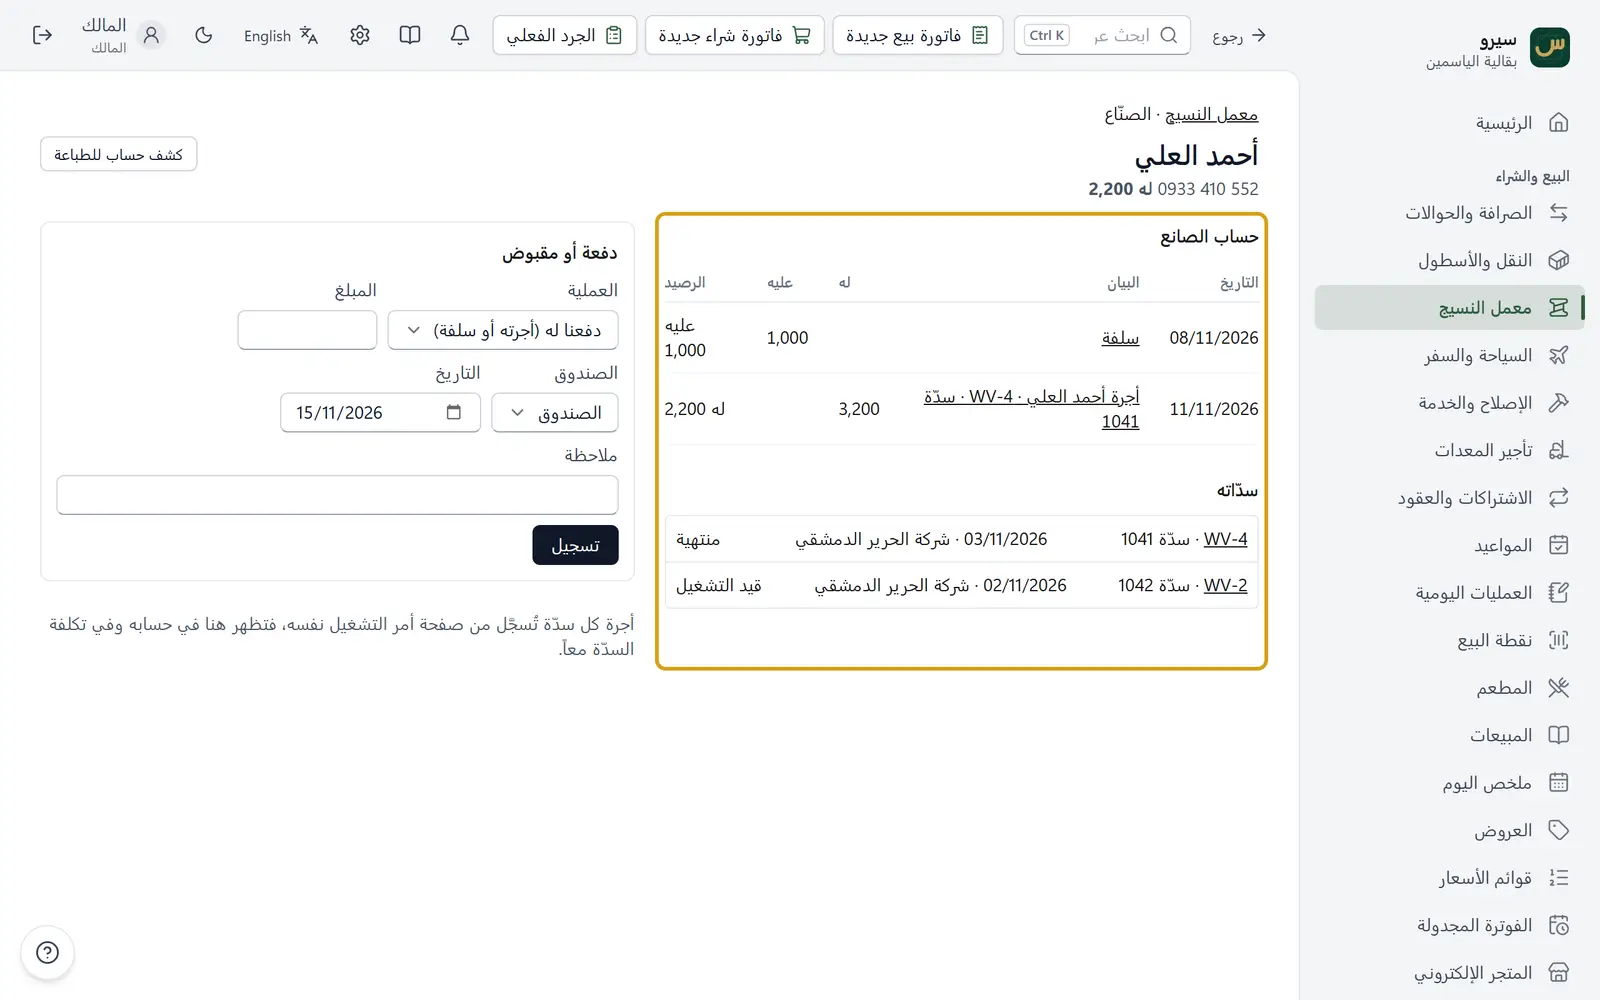 سيرو
بقالية الياسمين
رجوع
ابحث عز
Ctrl K
فاتورة بيع جديدة
فاتورة شراء جديدة
الجرد الفعلي
English
المالك
المالك
الرئيسية
البيع والشراء
الصرافة والحوالات
النقل والأسطول
معمل النسيج
السياحة والسفر
الإصلاح والخدمة
تأجير المعدات
الاشتراكات والعقود
المواعيد
العمليات اليومية
نقطة البيع
المطعم
المبيعات
ملخص اليوم
العروض
قوائم الأسعار
الفوترة المجدولة
المتجر الإلكتروني
معمل النسيج · الصنّاع
أحمد العلي
0933 410 552 له 2,200
كشف حساب للطباعة
حساب الصانع
التاريخ البيان له عليه الرصيد
08/11/2026 سلفة 1,000 عليه 1,000
11/11/2026 أجرة أحمد العلي · WV-4 · سدّة 1041 3,200 له 2,200
سدّاته
WV-4 · سدّة 1041 03/11/2026 · شركة الحرير الدمشقي منتهية
WV-2 · سدّة 1042 02/11/2026 · شركة الحرير الدمشقي قيد التشغيل
دفعة أو مقبوض
العملية
المبلغ
دفعنا له (أجرته أو سلفة)
الصندوق
التاريخ
الصندوق
15/11/2026
ملاحظة
تسجيل
أجرة كل سدّة تُسجَّل من صفحة أمر التشغيل نفسه، فتظهر هنا في حسابه وفي تكلفة
السدّة معاً.